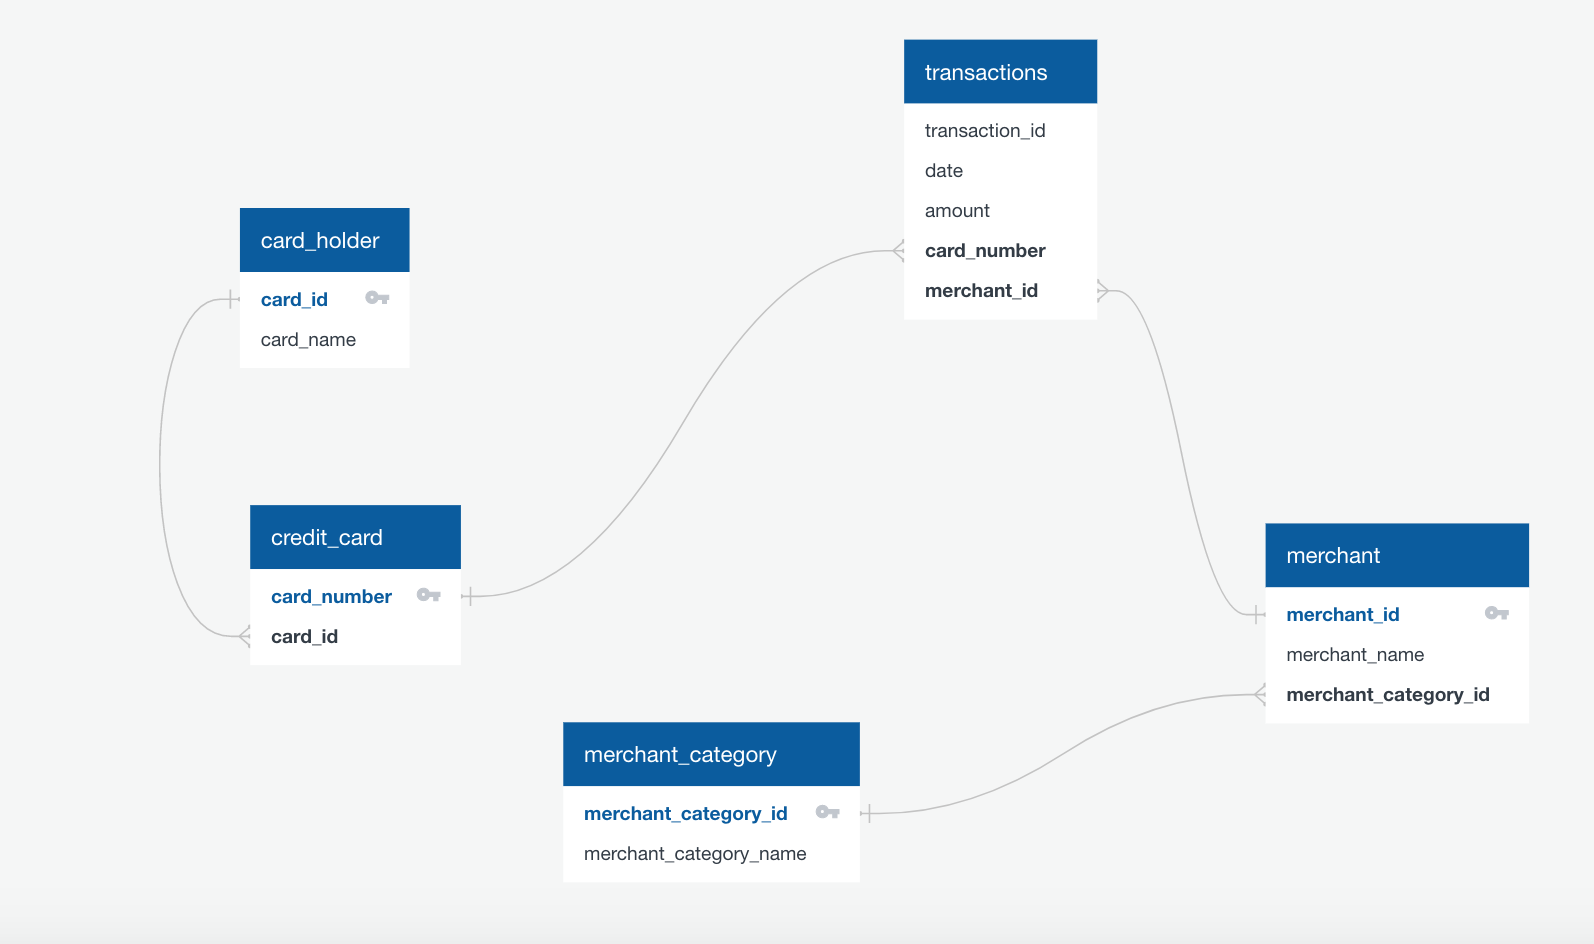 transactions
transaction_id
date
amount
card_number
merchant_id
card_holder
card_id
card_name
credit_card
card_number
card_id
merchant
merchant_id
merchant_name
merchant_category_id
merchant_category
merchant_category_id
merchant_category_name